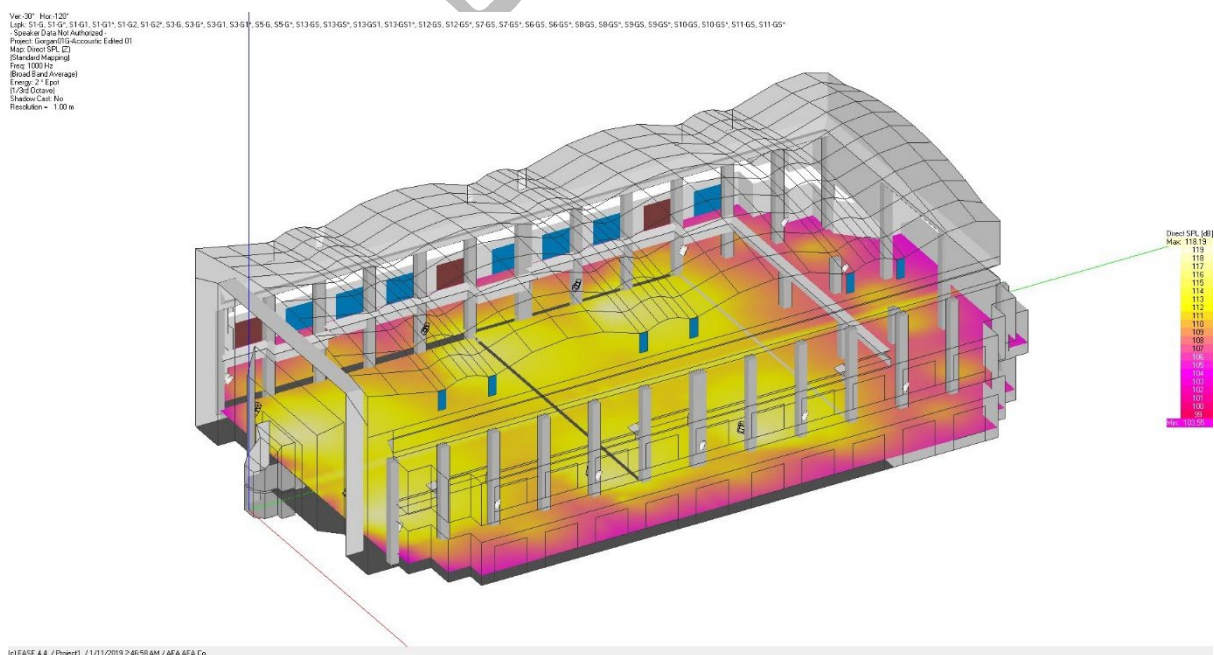 Ver:-30° Hor:-120°
Lspk: S1-G, S1-G*, S1-G1, S1-G1*, S1-G2, S1-G2*, S3-G, S3-G*, S3-G1, S3-G1*, S5-G, S5-G*, S13-GS, S13-GS*, S13-GS1, S13-GS1*, S12-GS, S12-GS*, S7-GS, S7-GS*, S6-GS, S6-GS*, S8-GS, S8-GS*, S9-GS, S9-GS*, S10-GS, S10-GS*, S11-GS, S11-GS*
- Speaker Data Not Authorized -
Project: Gorgan01G-Accoustic Edited 01
Map: Direct SPL (Z)
(Standard Mapping)
Freq: 1000 Hz
(Broad Band Average)
Energy: 2 * Epot
(1/3rd Octave)
Shadow Cast: No
Resolution = 1.00 m
Direct SPL [dB]
Max: 118.19
119
118
117
116
115
114
113
112
111
110
109
108
107
106
105
104
103
102
101
100
99
Min: 103.55
(c) EASE 4.4 / Project1 / 1/11/2019 2:46:58 AM / AFA AFA Co